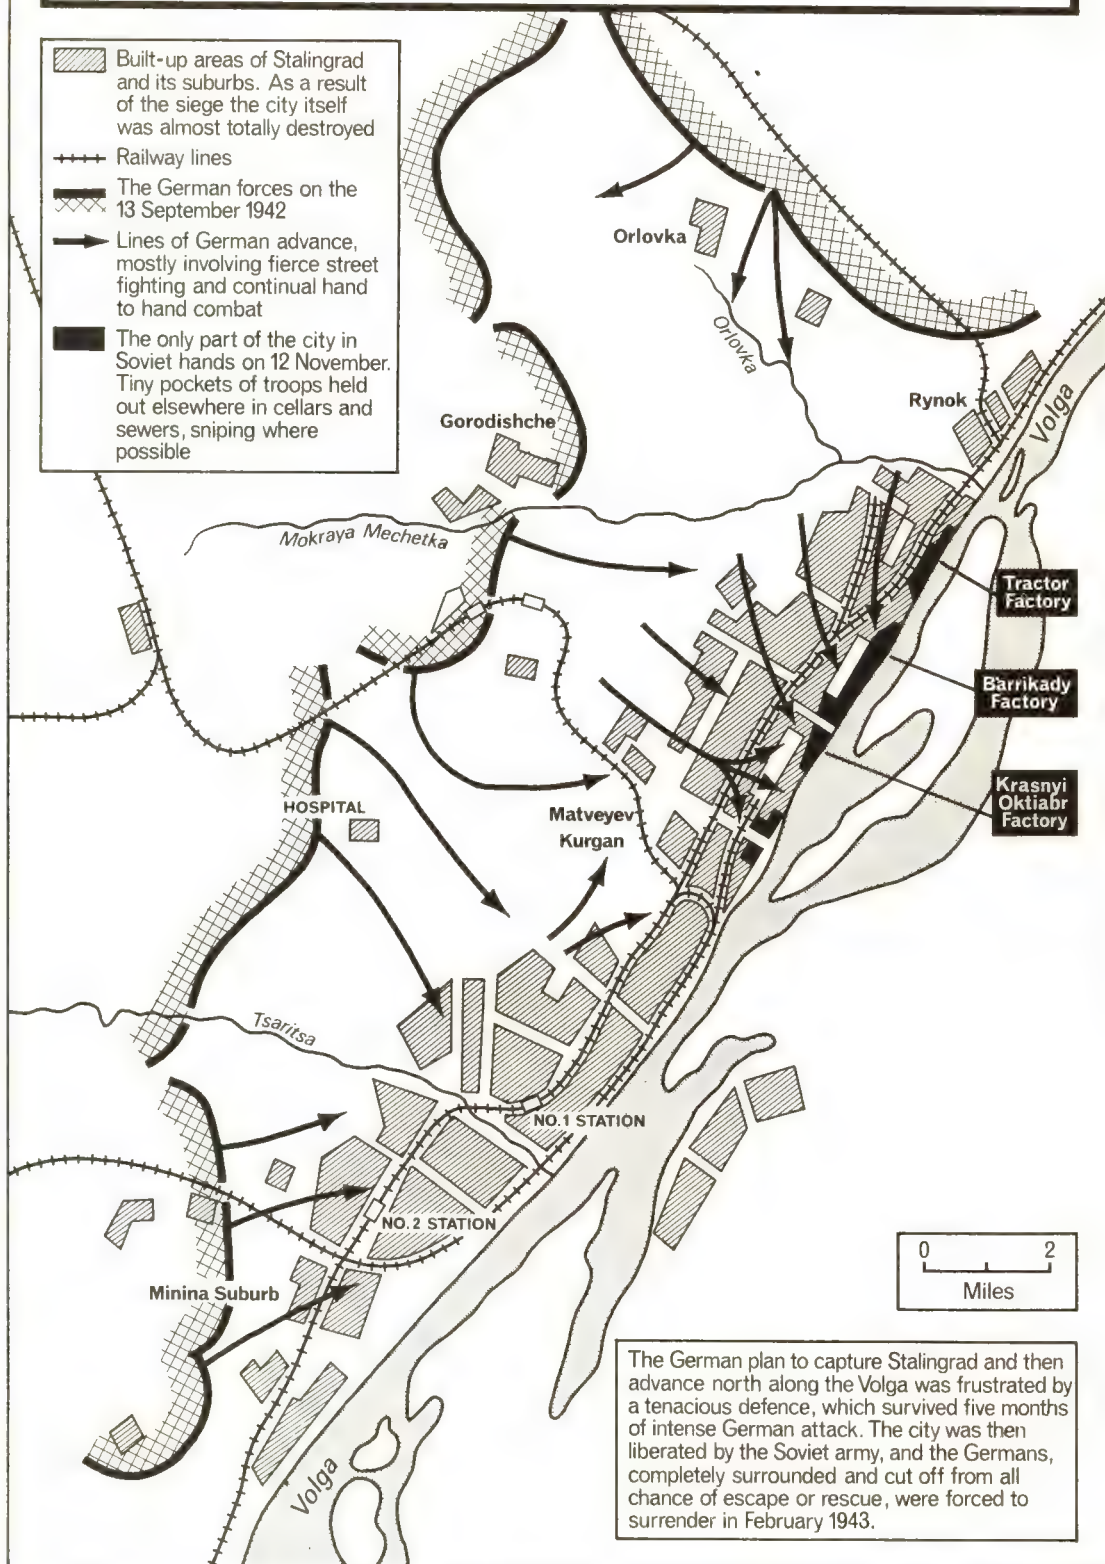 Built-up areas of Stalingrad
and its suburbs. As a result
of the siege the city itself
was almost totally destroyed
Railway lines
The German forces on the
13 September 1942
Lines of German advance,
mostly involving fierce street
fighting and continual hand
to hand combat
The only part of the city in
Soviet hands on 12 November.
Tiny pockets of troops held
out elsewhere in cellars and
sewers, sniping where
possible
Orlovka
Orlovka
Rynok
Volga
Gorodishche
Mokraya Mechetka
Tractor
Factory
Barrikady
Factory
Krasnyi
Oktiabr
Factory
HOSPITAL
Matveyev
Kurgan
Tsaritsa
NO.1 STATION
NO.2 STATION
Minina Suburb
Volga
0 2
Miles
The German plan to capture Stalingrad and then
advance north along the Volga was frustrated by
a tenacious defence, which survived five months
of intense German attack. The city was then
liberated by the Soviet army, and the Germans,
completely surrounded and cut off from all
chance of escape or rescue, were forced to
surrender in February 1943.